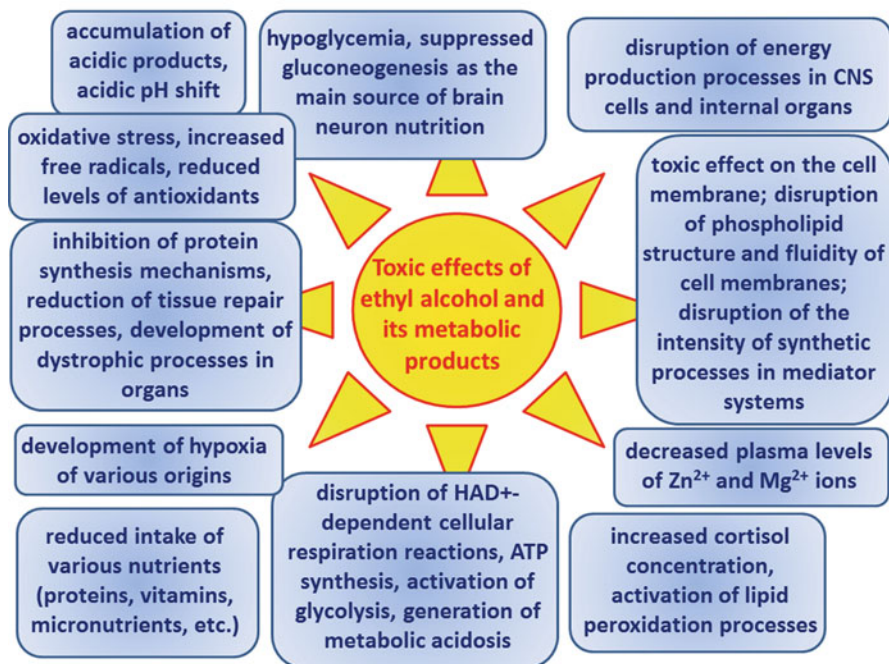 accumulation of
acidic products,
acidic pH shift
hypoglycemia, suppressed
gluconeogenesis as the
main source of brain
neuron nutrition
disruption of energy
production processes in CNS
cells and internal organs
oxidative stress, increased
free radicals, reduced
levels of antioxidants
toxic effect on the cell
membrane; disruption
of phospholipid
structure and fluidity of
cell membranes;
disruption of the
intensity of synthetic
processes in mediator
systems
inhibition of protein
synthesis mechanisms,
reduction of tissue repair
processes, development of
dystrophic processes in
organs
Toxic effects of
ethyl alcohol and
its metabolic
products
development of hypoxia
of various origins
decreased plasma levels
of Zn²⁺ and Mg²⁺ ions
reduced intake of
various nutrients
(proteins, vitamins,
micronutrients, etc.)
disruption of HAD+-
dependent cellular
respiration reactions, ATP
synthesis, activation of
glycolysis, generation of
metabolic acidosis
increased cortisol
concentration,
activation of lipid
peroxidation processes